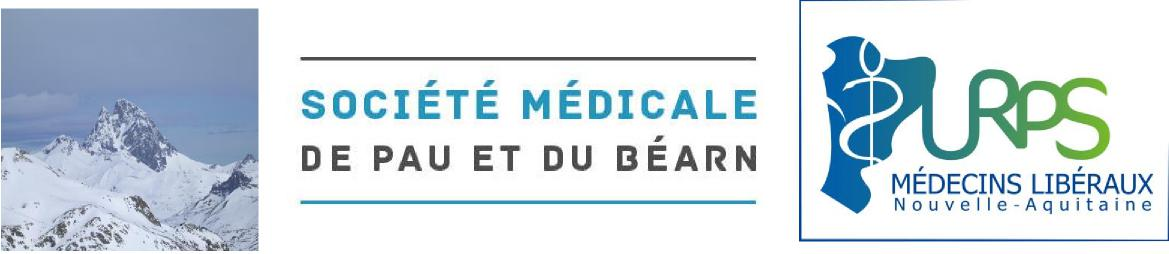 SOCIÉTÉ MÉDICALE
DE PAU ET DU BÉARN
URPS
MÉDECINS LIBÉRAUX
Nouvelle-Aquitaine